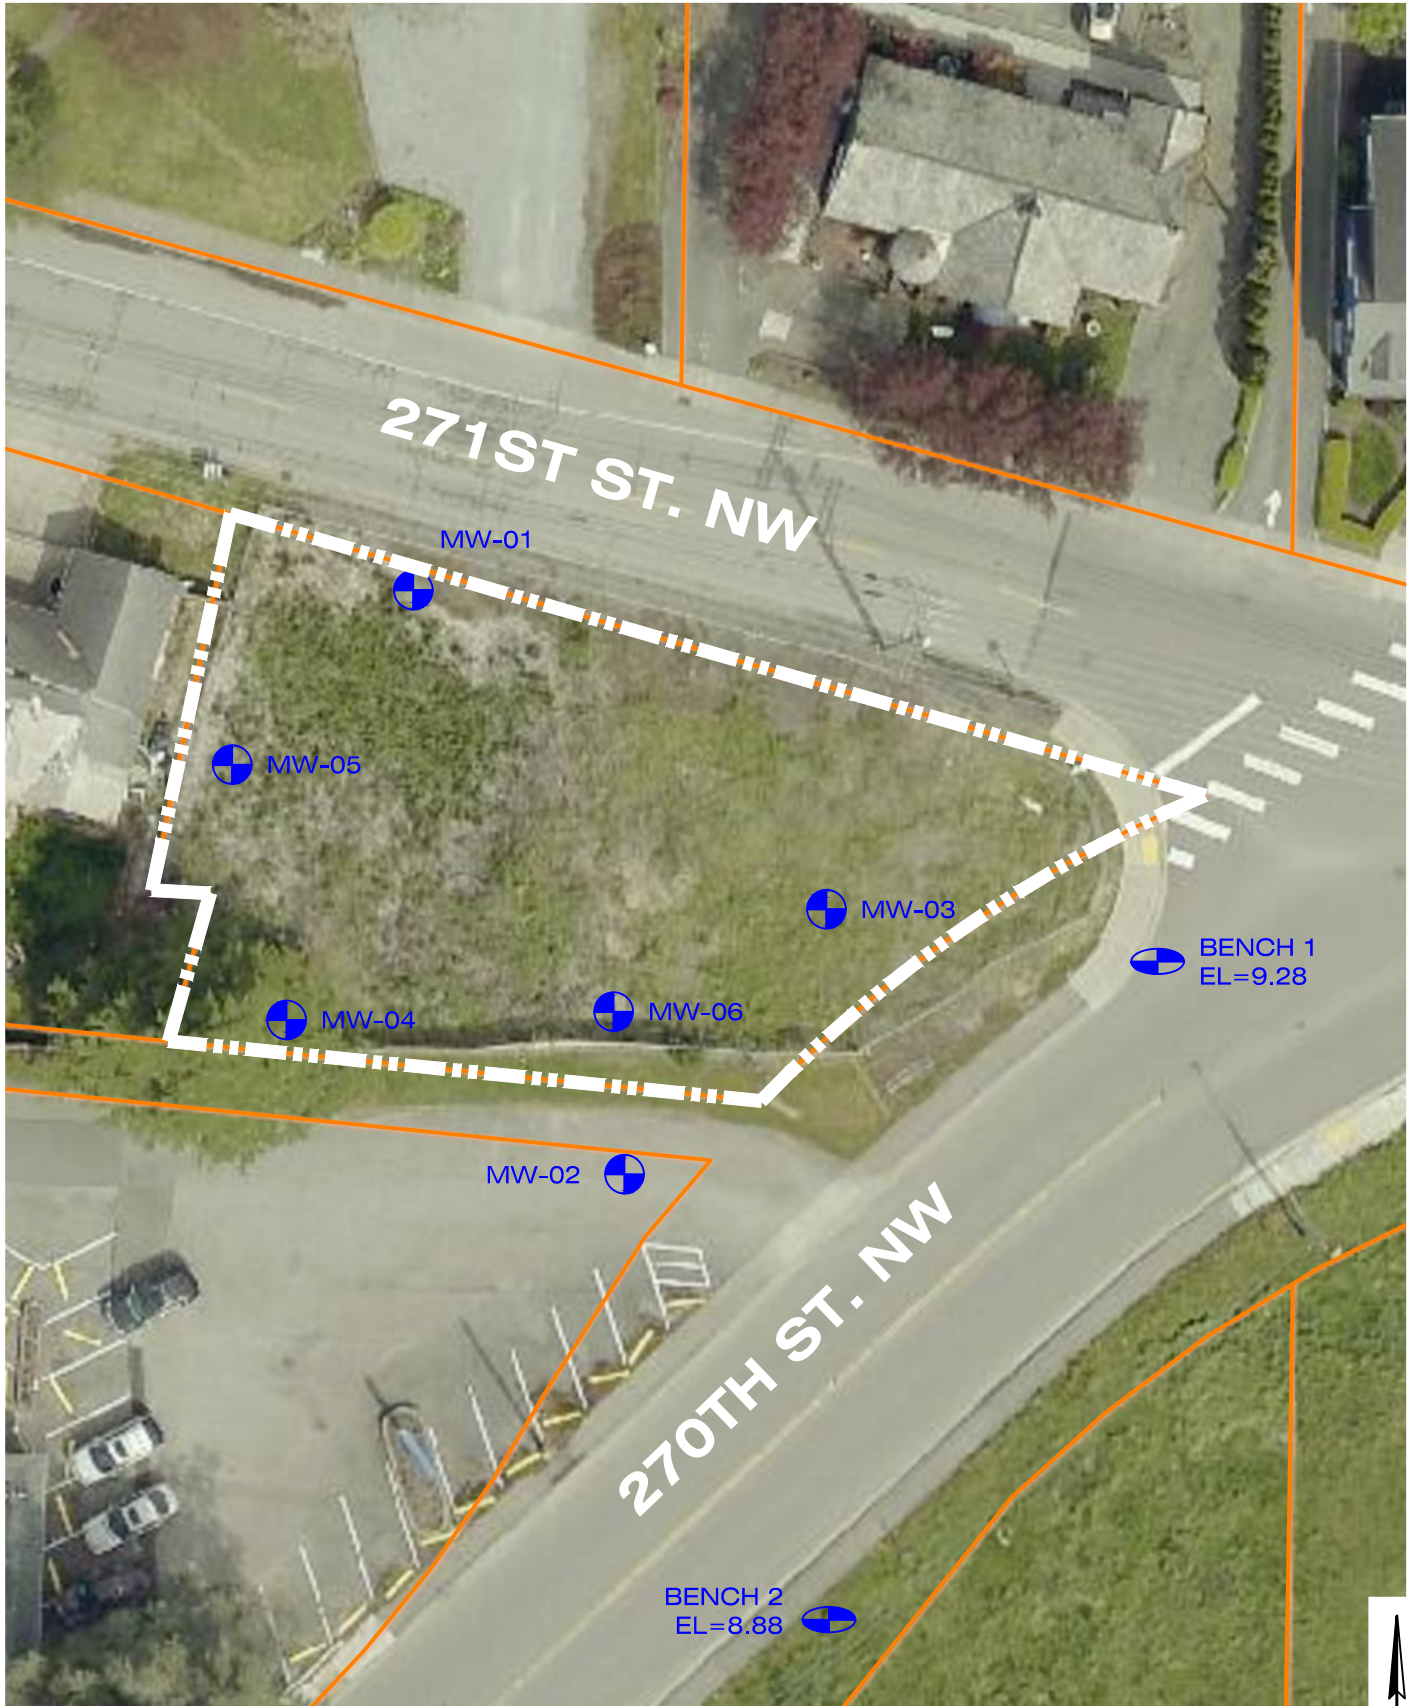 271ST ST. NW
MW-01
MW-05
MW-03
BENCH 1
EL=9.28
MW-04
MW-06
MW-02
270TH ST. NW
BENCH 2
EL=8.88